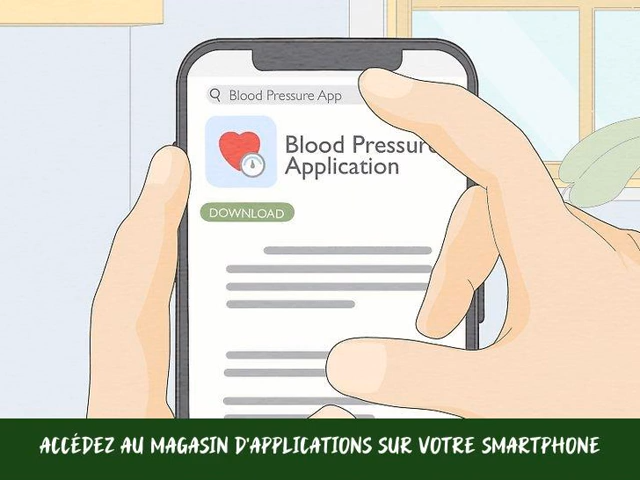 Blood Pressure App
Blood Pressure
Application
DOWNLOAD
ACCÉDEZ AU MAGASIN D'APPLICATIONS SUR VOTRE SMARTPHONE